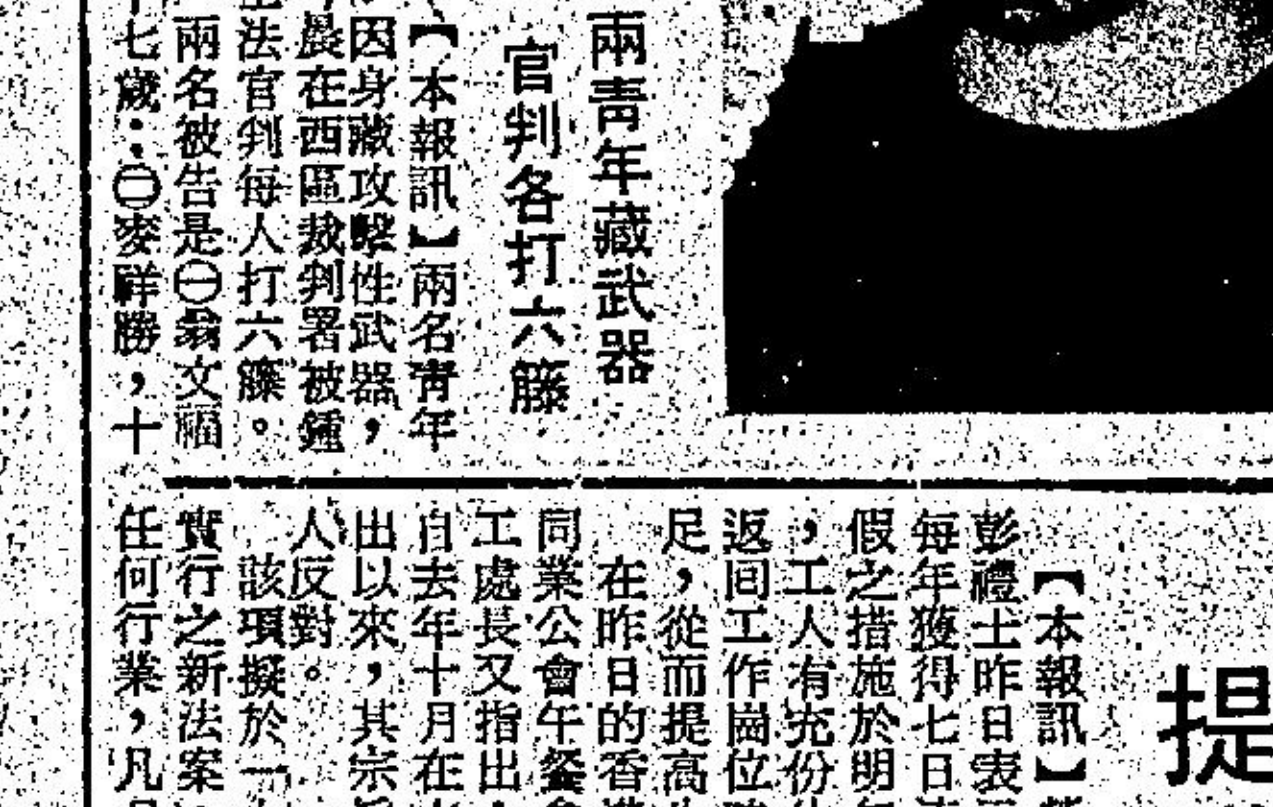 兩青年藏武器
官判各打六籐
【本報訊】兩名青年
因身藏攻擊性武器，
晨在西區裁判署被鍾
法官判每人打六籐。
兩名被告是㊀翁文福
七歲：㊁麥祥勝，十
提
【本報訊】
彭禮士昨日表
每年獲得七日
假之措施於明
，工人有充份
返回工作崗位
足，從而提高
在昨日的香
同業公會午餐
工處長又指出
自去年十月在
出以來，其宗
人反對。
該項擬於一
實行之新法案
任何行業，凡